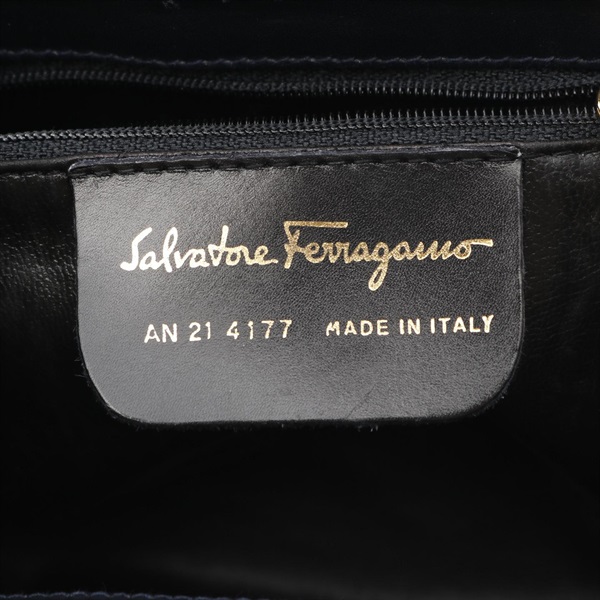 Salvatore Ferragamo
AN 21 4177 MADE IN ITALY